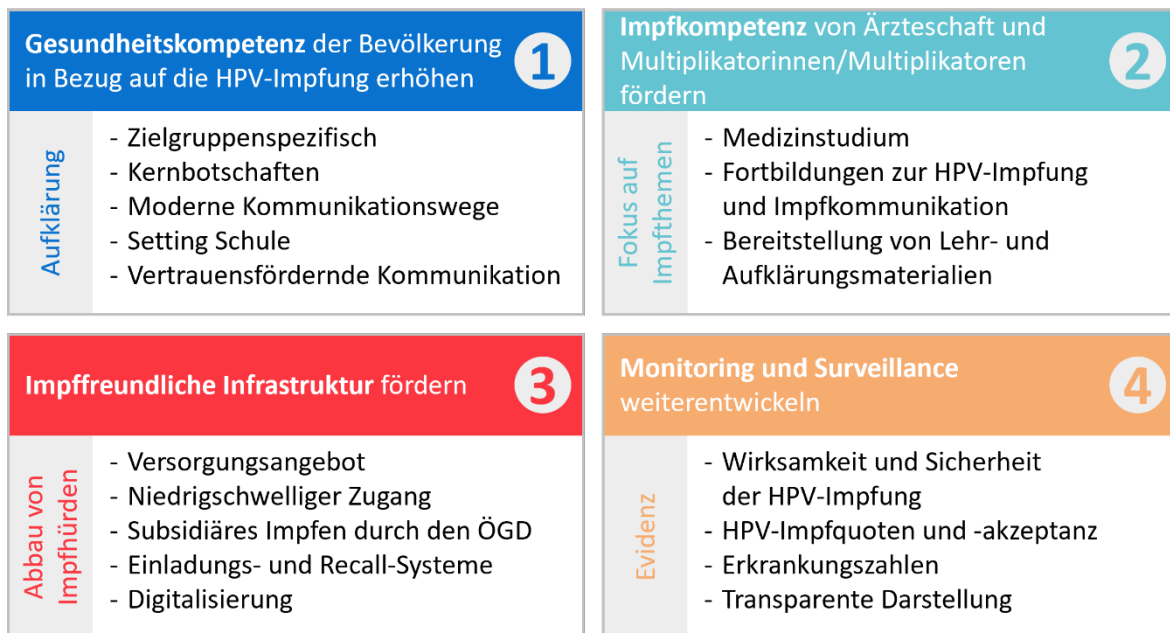 Gesundheitskompetenz der Bevölkerung
in Bezug auf die HPV-Impfung erhöhen
1
Aufklärung
- Zielgruppenspezifisch
- Kernbotschaften
- Moderne Kommunikationswege
- Setting Schule
- Vertrauensfördernde Kommunikation
Impfkompetenz von Ärzteschaft und
Multiplikatorinnen/Multiplikatoren
fördern
2
Fokus auf
Impfthemen
- Medizinstudium
- Fortbildungen zur HPV-Impfung
und Impfkommunikation
- Bereitstellung von Lehr- und
Aufklärungsmaterialien
Impffreundliche Infrastruktur fördern
3
Abbau von
Impfhürden
- Versorgungsangebot
- Niedrigschwelliger Zugang
- Subsidiäres Impfen durch den ÖGD
- Einladungs- und Recall-Systeme
- Digitalisierung
Monitoring und Surveillance
weiterentwickeln
4
Evidenz
- Wirksamkeit und Sicherheit
der HPV-Impfung
- HPV-Impfquoten und -akzeptanz
- Erkrankungszahlen
- Transparente Darstellung